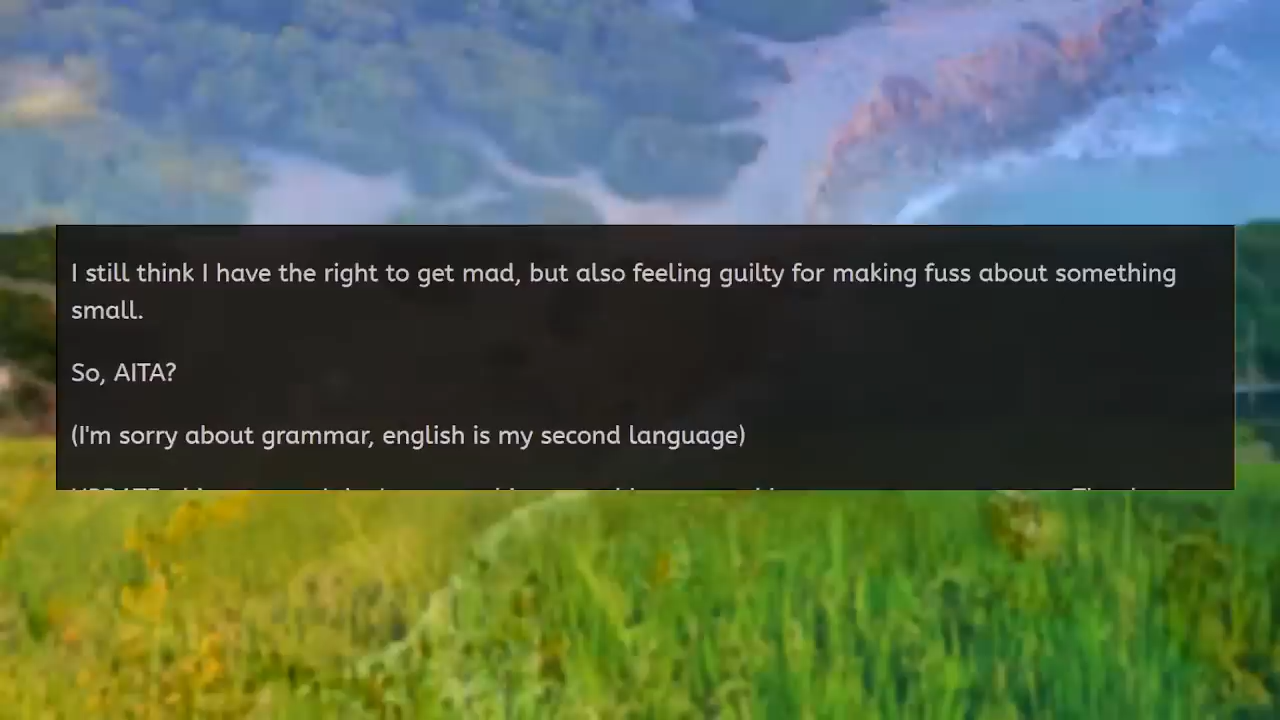 I still think I have the right to get mad, but also feeling guilty for making fuss about something
small.
So, AITA?
(I'm sorry about grammar, english is my second language)